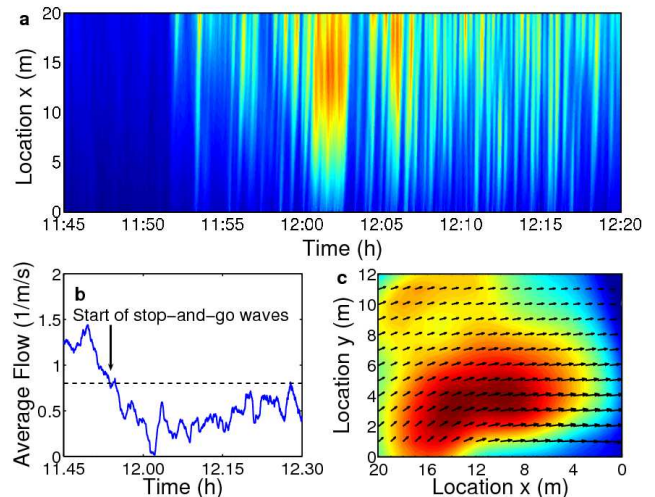 a
Location x (m)
20
15
10
5
0
11:45 11:50 11:55 12:00 12:05 12:10 12:15 12:20
Time (h)
b
Average Flow (1/m/s)
2
1.5
1
0.5
0
Start of stop−and−go waves
11.45 12.00 12.15 12.30
Time (h)
c
Location y (m)
12
10
8
6
4
2
0
20 16 12 8 4 0
Location x (m)